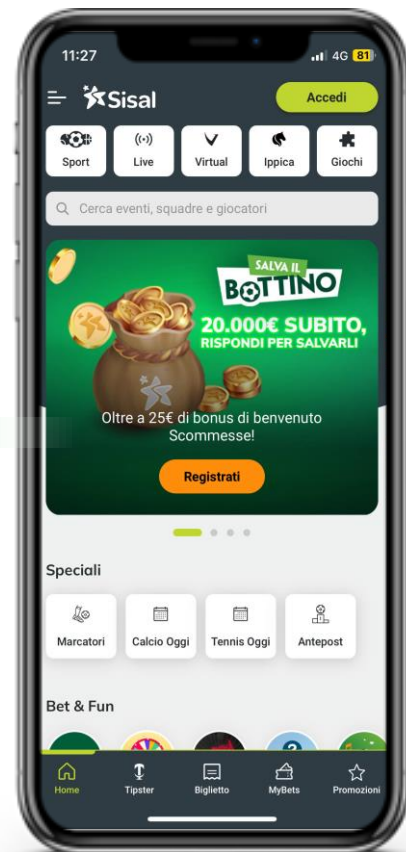 11:27
4G 81
Sisal
Accedi
Sport
Live
Virtual
Ippica
Giochi
Cerca eventi, squadre e giocatori
SALVA IL
BOTTINO
20.000€ SUBITO,
RISPONDI PER SALVARLI
Oltre a 25€ di bonus di benvenuto
Scommesse!
Registrati
Speciali
Marcatori
Calcio Oggi
Tennis Oggi
Antepost
Bet & Fun
Home
Tipster
Biglietto
MyBets
Promozioni